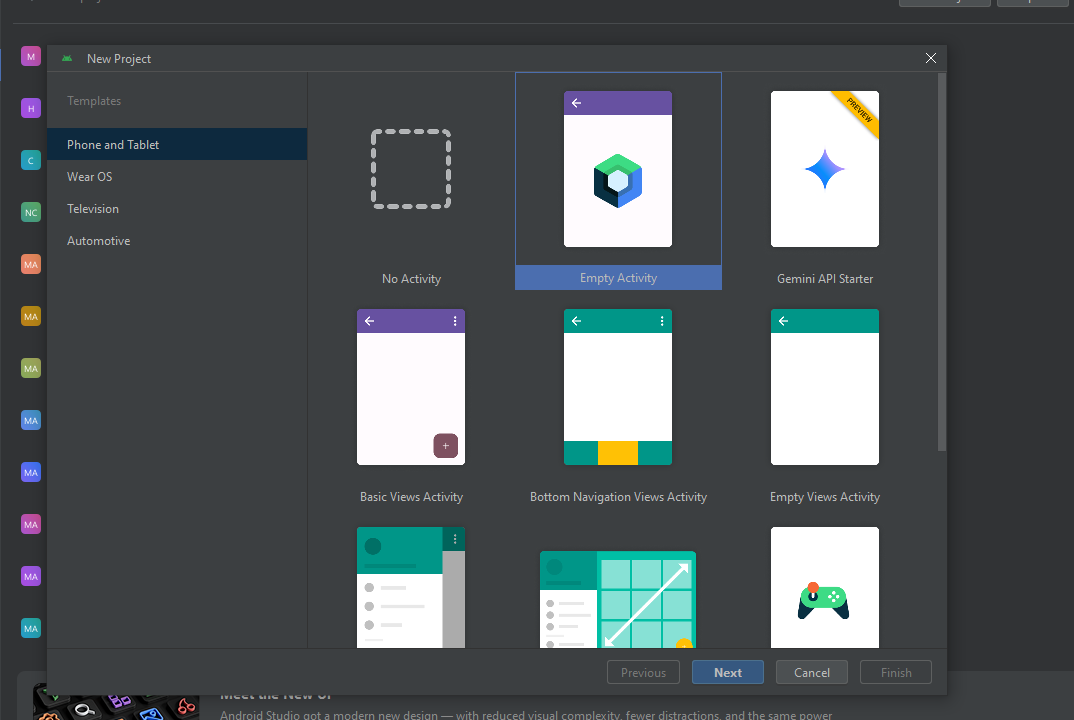 New Project
Templates
Phone and Tablet
Wear OS
Television
Automotive
No Activity
Empty Activity
PREVIEW
Gemini API Starter
Basic Views Activity
Bottom Navigation Views Activity
Empty Views Activity
M
H
C
NC
MA
MA
MA
MA
MA
MA
MA
MA
Previous
Next
Cancel
Finish
Meet the New UI
Android Studio got a modern new design — with reduced visual complexity, fewer distractions, and the same power